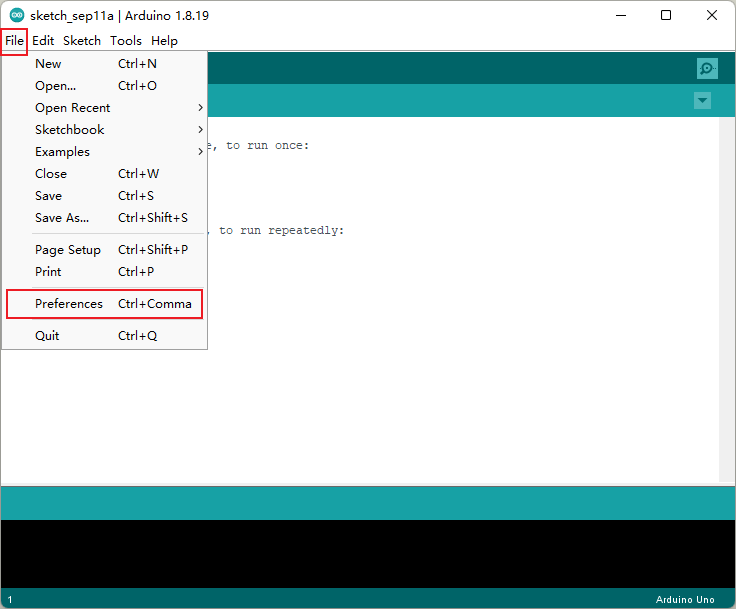 sketch_sep11a | Arduino 1.8.19
File Edit Sketch Tools Help
New Ctrl+N
Open... Ctrl+O
Open Recent
Sketchbook
Examples
e, to run once:
Close Ctrl+W
Save Ctrl+S
Save As... Ctrl+Shift+S
, to run repeatedly:
Page Setup Ctrl+Shift+P
Print Ctrl+P
Preferences Ctrl+Comma
Quit Ctrl+Q
1 Arduino Uno